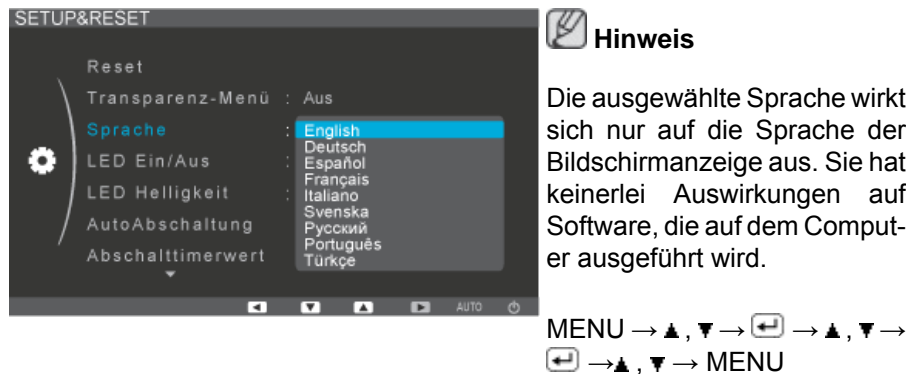 SETUP&RESET
Reset
Transparenz-Menü : Aus
Sprache :
English
Deutsch
Español
Français
Italiano
Svenska
Русский
Português
Türkçe
LED Ein/Aus :
LED Helligkeit :
AutoAbschaltung
Abschalttimerwert
AUTO
Hinweis
Die ausgewählte Sprache wirkt
sich nur auf die Sprache der
Bildschirmanzeige aus. Sie hat
keinerlei Auswirkungen auf
Software, die auf dem Comput-
er ausgeführt wird.
MENU → ▲ , ▼ → ↵ → ▲ , ▼ →
↵ →▲ , ▼ → MENU